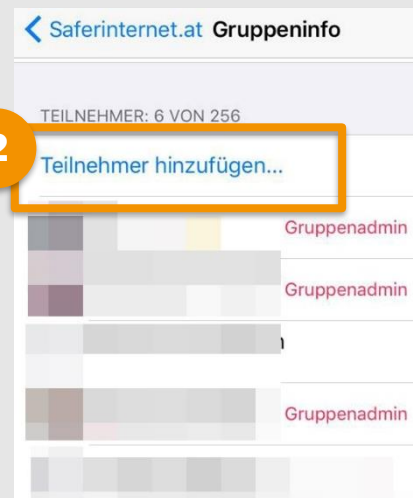 Saferinternet.at Gruppeninfo
TEILNEHMER: 6 VON 256
2
Teilnehmer hinzufügen...
Gruppenadmin
Gruppenadmin
Gruppenadmin